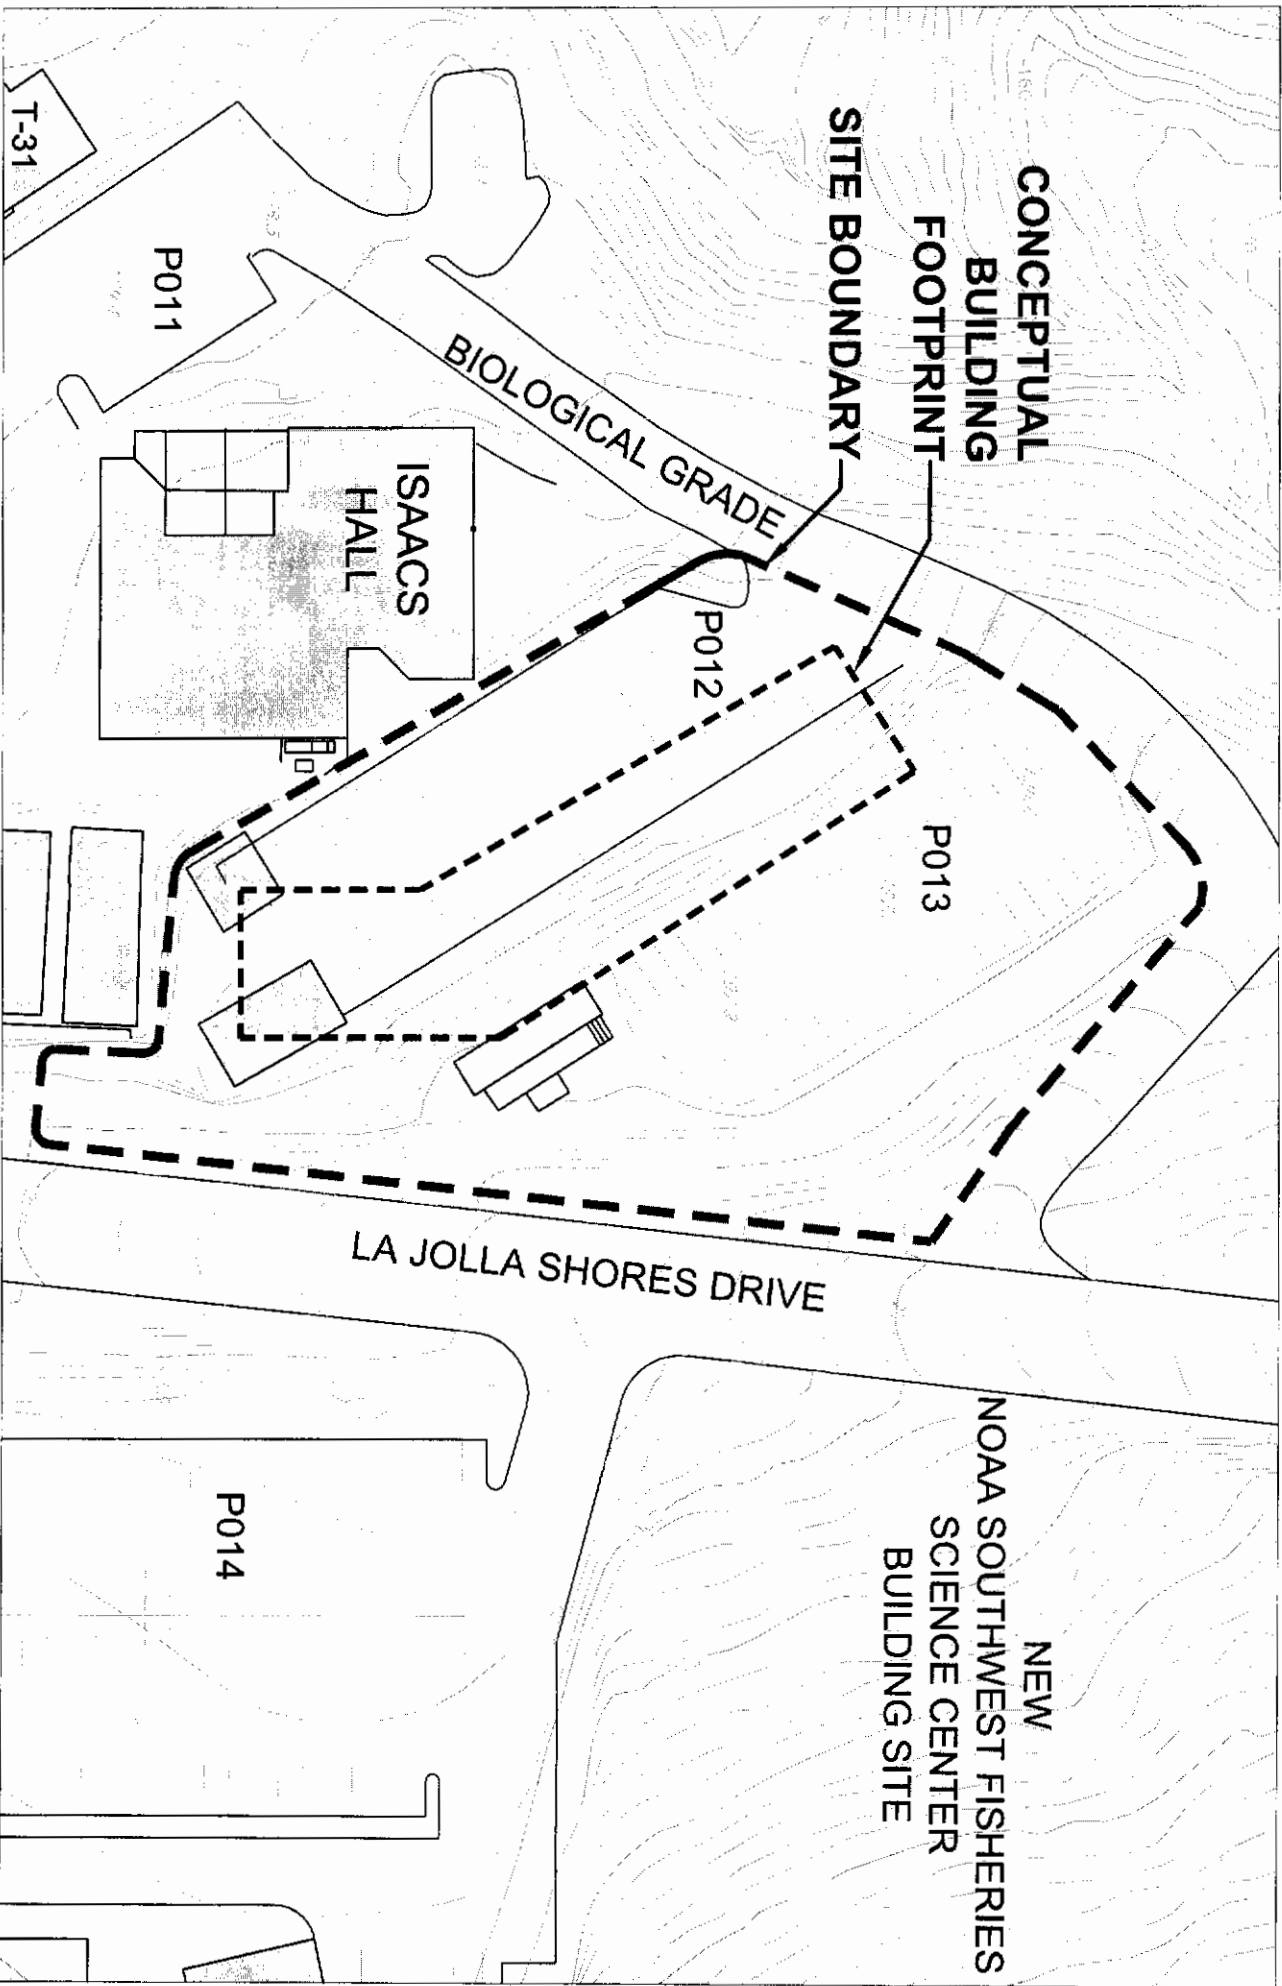 CONCEPTUAL
BUILDING
FOOTPRINT
SITE BOUNDARY
NEW
NOAA SOUTHWEST FISHERIES
SCIENCE CENTER
BUILDING SITE
BIOLOGICAL GRADE
P013
P012
LA JOLLA SHORES DRIVE
ISAACS
HALL
P014
P011
T-31